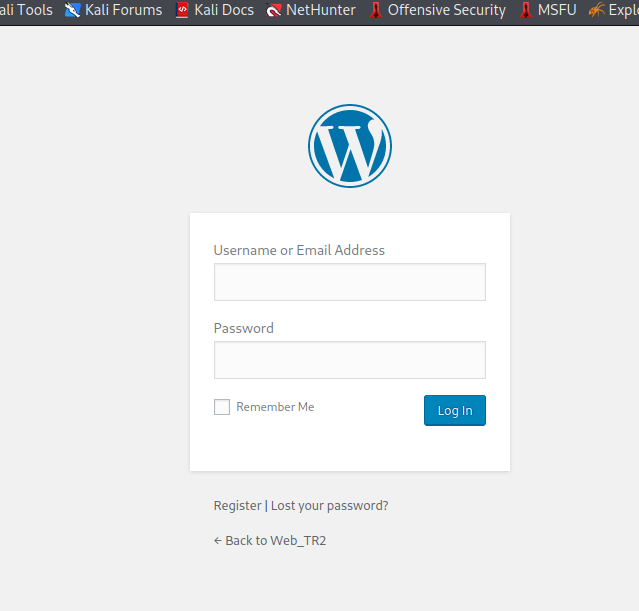 ali Tools Kali Forums Kali Docs NetHunter Offensive Security MSFU Explo
Username or Email Address
Password
Remember Me Log In
Register | Lost your password?
← Back to Web_TR2